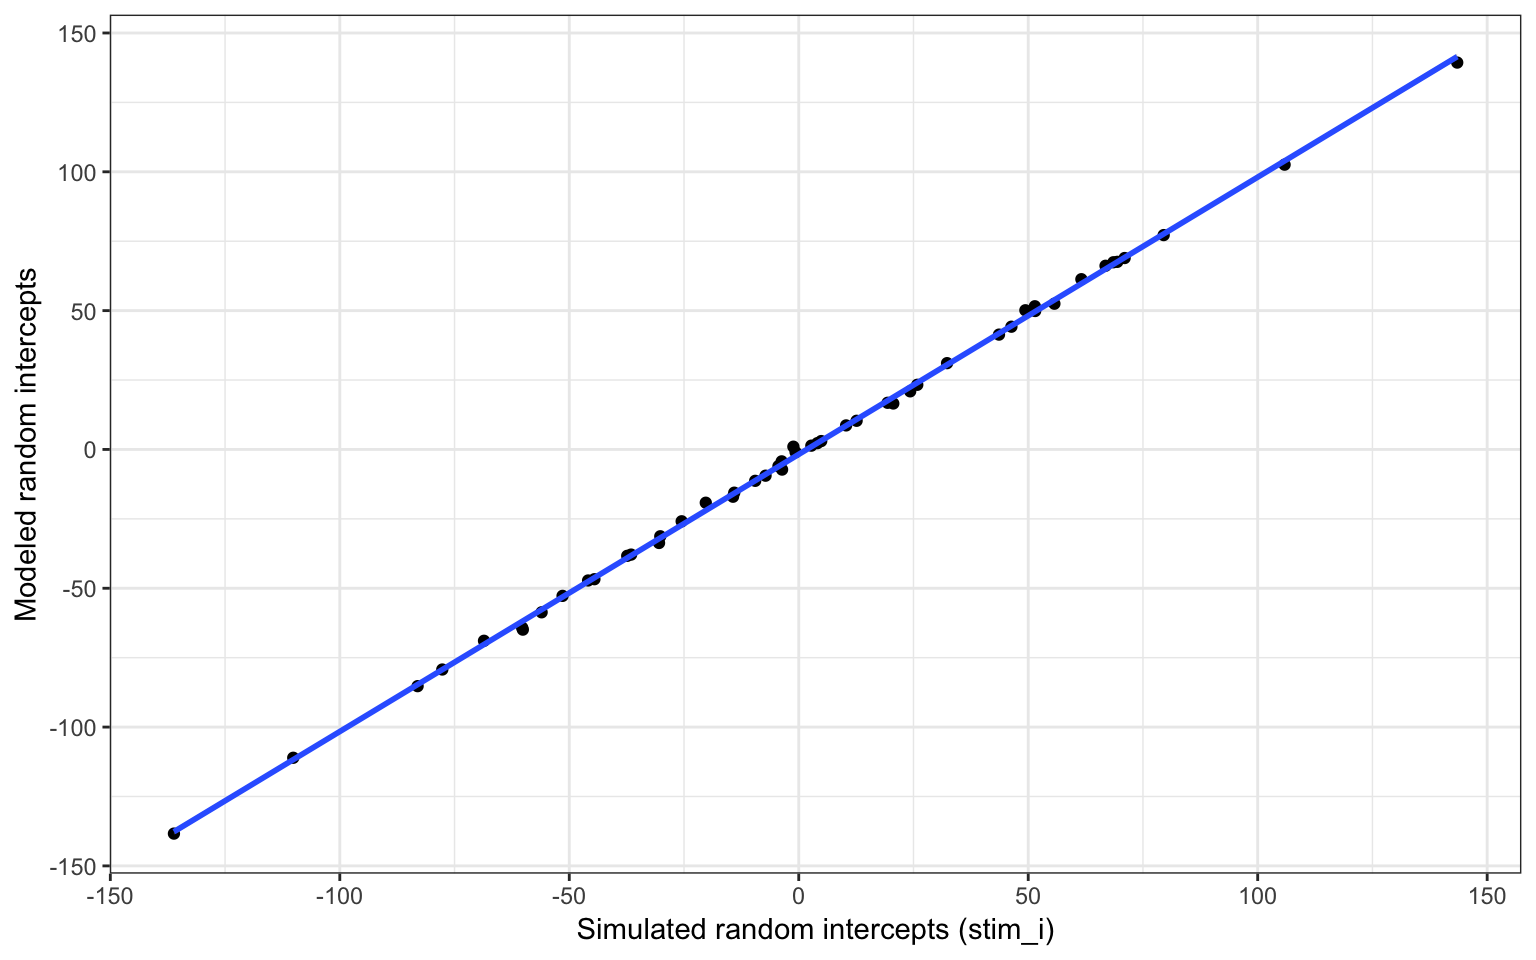 150
100
50
0
-50
-100
-150
Modeled random intercepts
-150 -100 -50 0 50 100 150
Simulated random intercepts (stim_i)